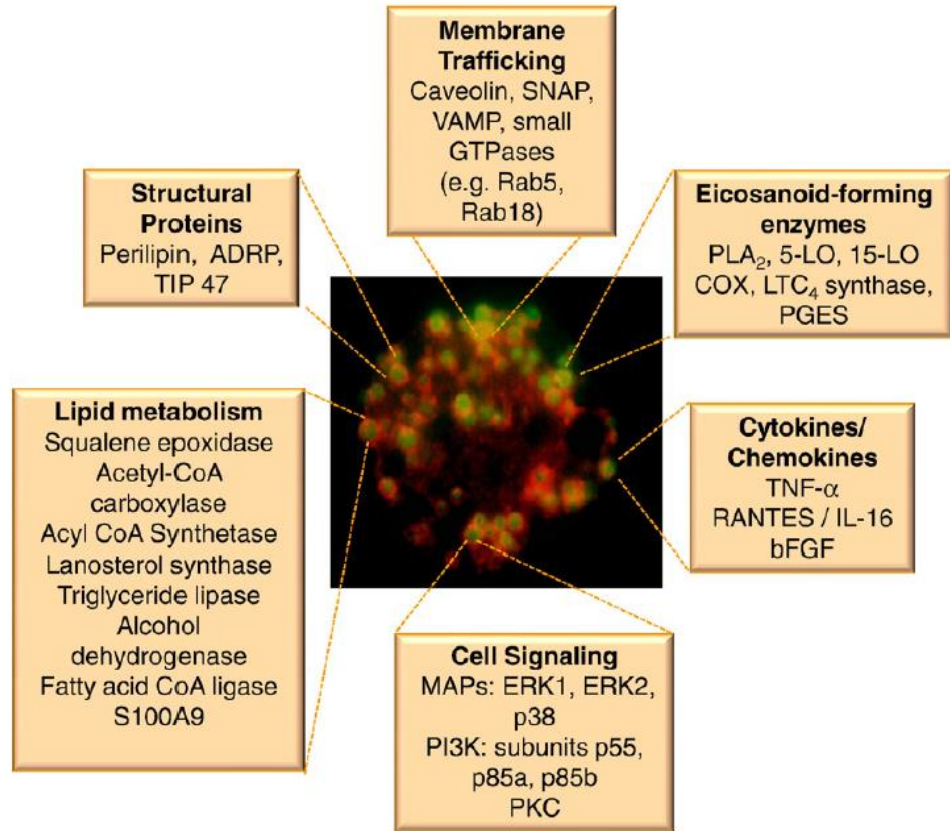 Membrane
Trafficking
Caveolin, SNAP,
VAMP, small
GTPases
(e.g. Rab5,
Rab18)
Structural
Proteins
Perilipin, ADRP,
TIP 47
Eicosanoid-forming
enzymes
PLA₂, 5-LO, 15-LO
COX, LTC₄ synthase,
PGES
Lipid metabolism
Squalene epoxidase
Acetyl-CoA
carboxylase
Acyl CoA Synthetase
Lanosterol synthase
Triglyceride lipase
Alcohol
dehydrogenase
Fatty acid CoA ligase
S100A9
Cytokines/
Chemokines
TNF-α
RANTES / IL-16
bFGF
Cell Signaling
MAPs: ERK1, ERK2,
p38
PI3K: subunits p55,
p85a, p85b
PKC